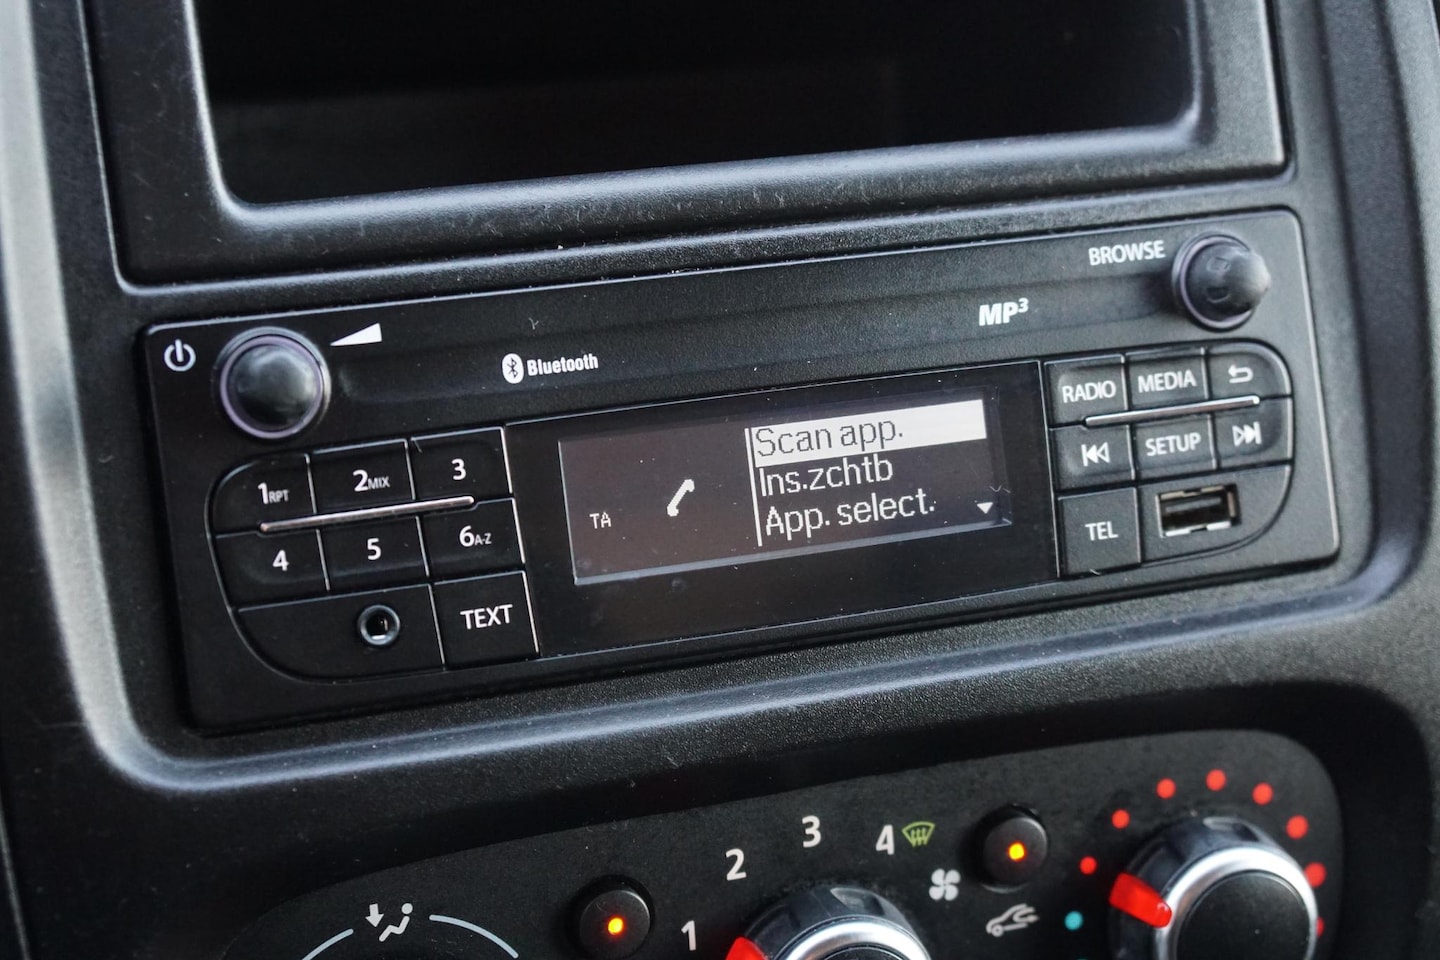 BROWSE
MP3
Bluetooth
RADIO MEDIA
SETUP
TEL
1RPT 2MIX 3
4 5 6A-Z
TEXT
TA
Scan app.
Ins.zchtb
App. select.
1 2 3 4